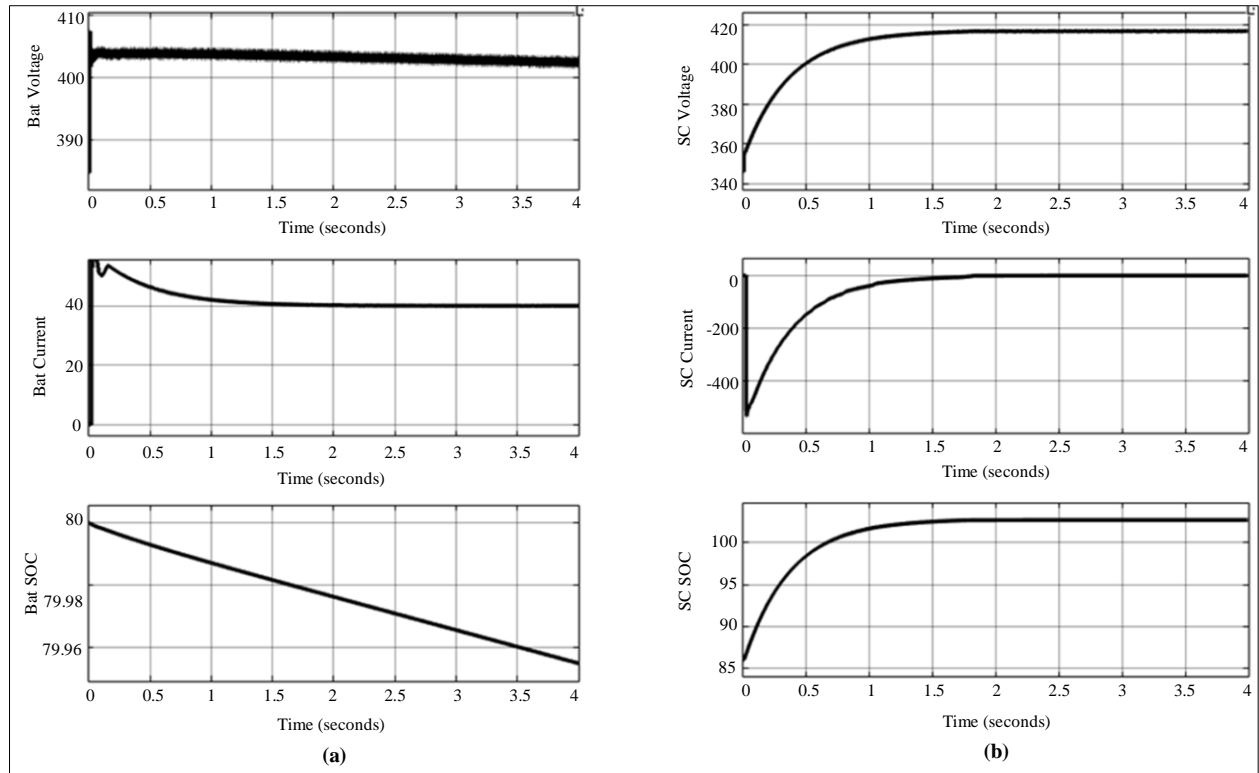 410
400
390
Bat Voltage
0 0.5 1 1.5 2 2.5 3 3.5 4
Time (seconds)
40
20
0
Bat Current
0 0.5 1 1.5 2 2.5 3 3.5 4
Time (seconds)
80
79.98
79.96
Bat SOC
0 0.5 1 1.5 2 2.5 3 3.5 4
Time (seconds)
(a)
420
400
380
360
340
SC Voltage
0 0.5 1 1.5 2 2.5 3 3.5 4
Time (seconds)
0
-200
-400
SC Current
0 0.5 1 1.5 2 2.5 3 3.5 4
Time (seconds)
100
95
90
85
SC SOC
0 0.5 1 1.5 2 2.5 3 3.5 4
Time (seconds)
(b)